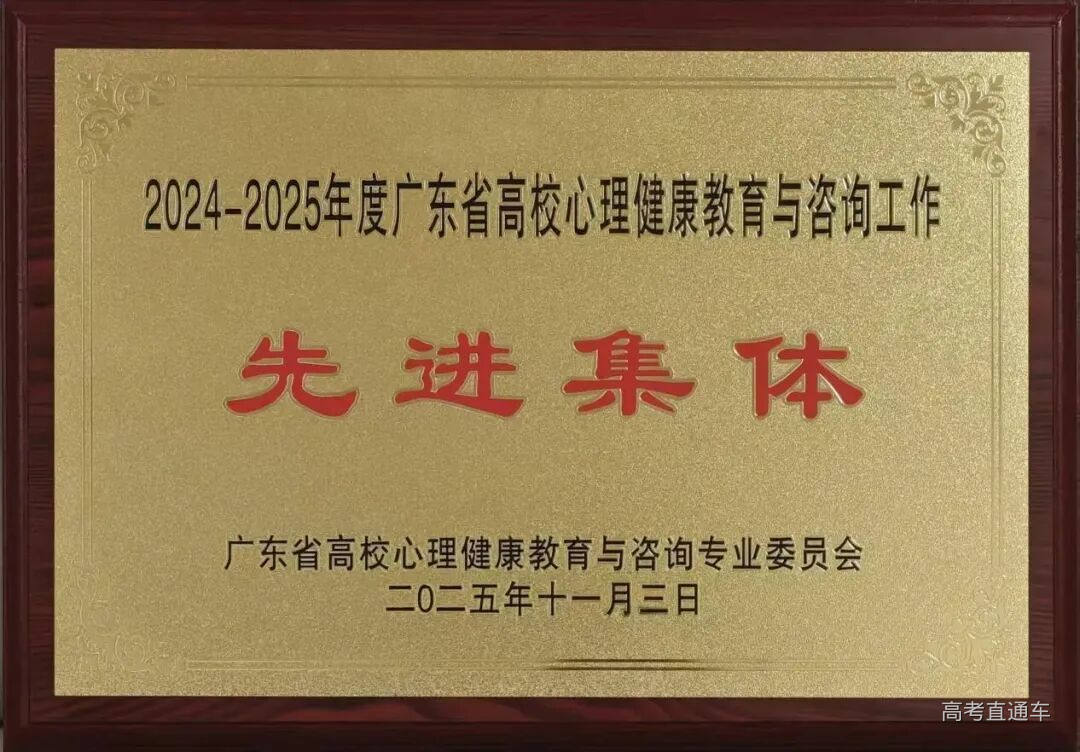 2024-2025年度广东省高校心理健康教育与咨询工作
先进集体
广东省高校心理健康教育与咨询专业委员会
二0二五年十一月三日
高考直通车